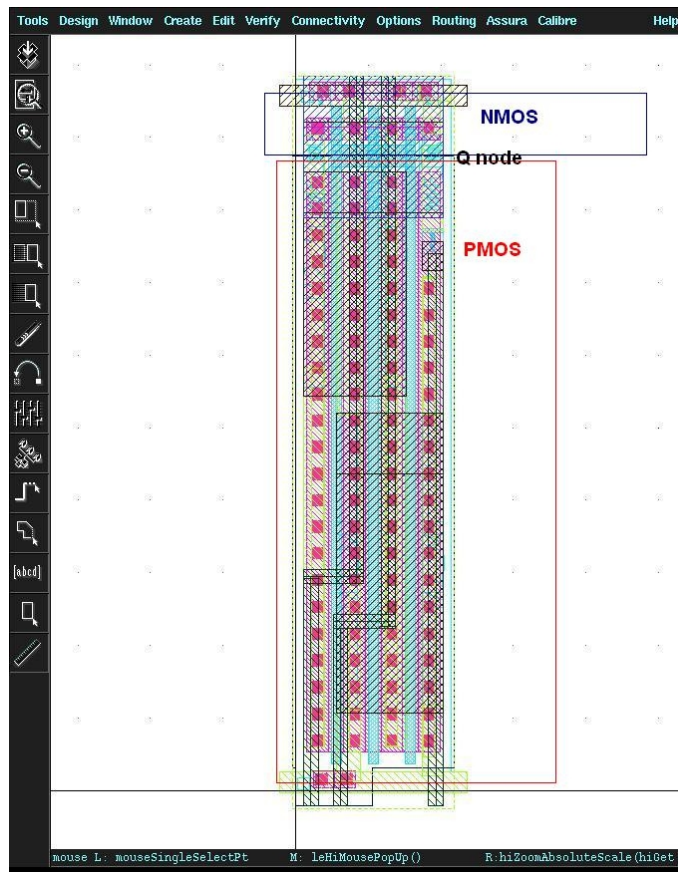 Tools Design Window Create Edit Verify Connectivity Options Routing Assura Calibre Help
NMOS
Q node
PMOS
[abcd]
mouse L: mouseSingleSelectPt M: leHiMousePopUp() R:hiZoomAbsoluteScale(hiGet